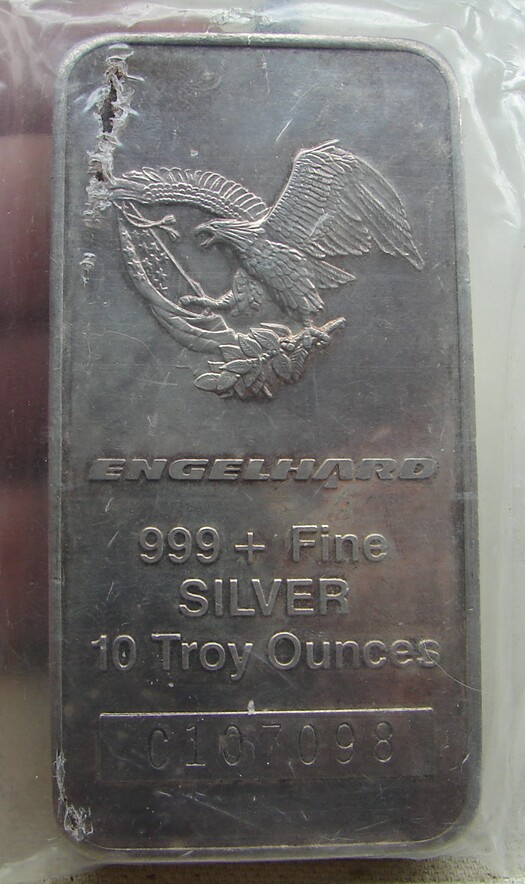 ENGELHARD
999 + Fine
SILVER
10 Troy Ounces
C107098